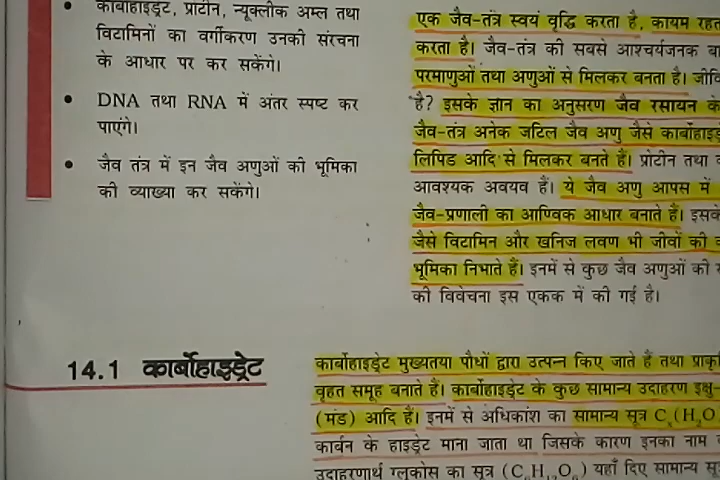 कार्बोहाइड्रेट, प्रोटीन, न्यूक्लीक अम्ल तथा
विटामिनों का वर्गीकरण उनकी संरचना
के आधार पर कर सकेंगे।
• DNA तथा RNA में अंतर स्पष्ट कर
पाएंगे।
• जैव तंत्र में इन जैव अणुओं की भूमिका
की व्याख्या कर सकेंगे।
एक जैव-तंत्र स्वयं वृद्धि करता है, कायम
करता है। जैव-तंत्र की सबसे आश्चर्यजनक
परमाणुओं तथा अणुओं से मिलकर बनता है।
है? इसके ज्ञान का अनुसरण जैव रसायन के
जैव-तंत्र अनेक जटिल जैव अणु जैसे
लिपिड आदि से मिलकर बनते हैं। प्रोटीन तथा
आवश्यक अवयव हैं। ये जैव अणु आपस में
जैव-प्रणाली का आण्विक आधार बनाते हैं।
जैसे विटामिन और खनिज लवण भी जीवों की
भूमिका निभाते हैं। इनमें से कुछ जैव अणुओं की
की विवेचना इस एकक में की गई है।
14.1 कार्बोहाइड्रेट
कार्बोहाइड्रेट मुख्यतया पौधों द्वारा उत्पन्न किए जाते हैं तथा
वृहत समूह बनाते हैं। कार्बोहाइड्रेट के कुछ सामान्य उदाहरण इक्षु-
(मंड) आदि हैं। इनमें से अधिकांश का सामान्य सूत्र Cₓ(H₂O
कार्बन के हाइड्रेट माना जाता था जिसके कारण इनका नाम
उदाहरणार्थ ग्लूकोस का सूत्र (C₆H₁₂O₆) यहाँ दिए सामान्य